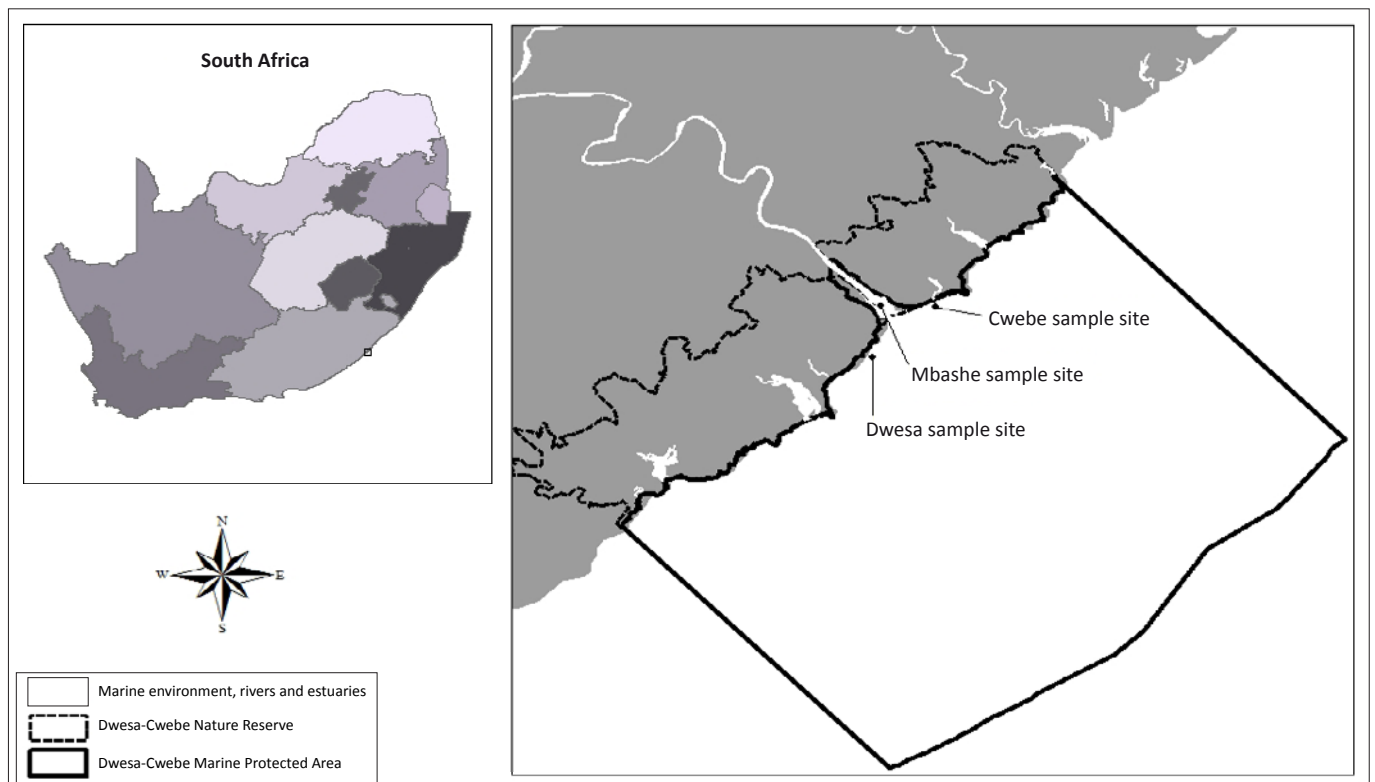 South Africa
Cwebe sample site
Mbashe sample site
Dwesa sample site
N
W
E
S
Marine environment, rivers and estuaries
Dwesa-Cwebe Nature Reserve
Dwesa-Cwebe Marine Protected Area